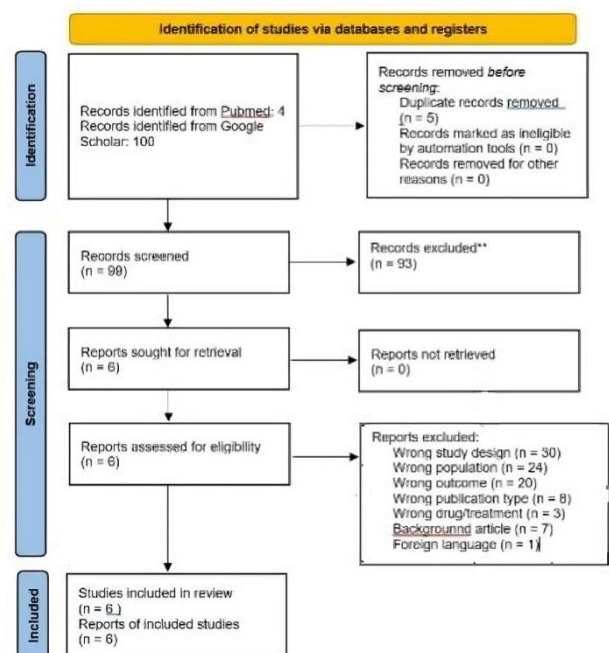 Identification of studies via databases and registers
Identification
Records identified from Pubmed: 4
Records identified from Google
Scholar: 100
Records removed before
screening:
Duplicate records removed
(n = 5)
Records marked as ineligible
by automation tools (n = 0)
Records removed for other
reasons (n = 0)
Screening
Records screened
(n = 99)
Records excluded**
(n = 93)
Reports sought for retrieval
(n = 6)
Reports not retrieved
(n = 0)
Reports assessed for eligibility
(n = 6)
Reports excluded:
Wrong study design (n = 30)
Wrong population (n = 24)
Wrong outcome (n = 20)
Wrong publication type (n = 8)
Wrong drug/treatment (n = 3)
Backgrounnd article (n = 7)
Foreign language (n = 1)
Included
Studies included in review
(n = 6 )
Reports of included studies
(n = 6)